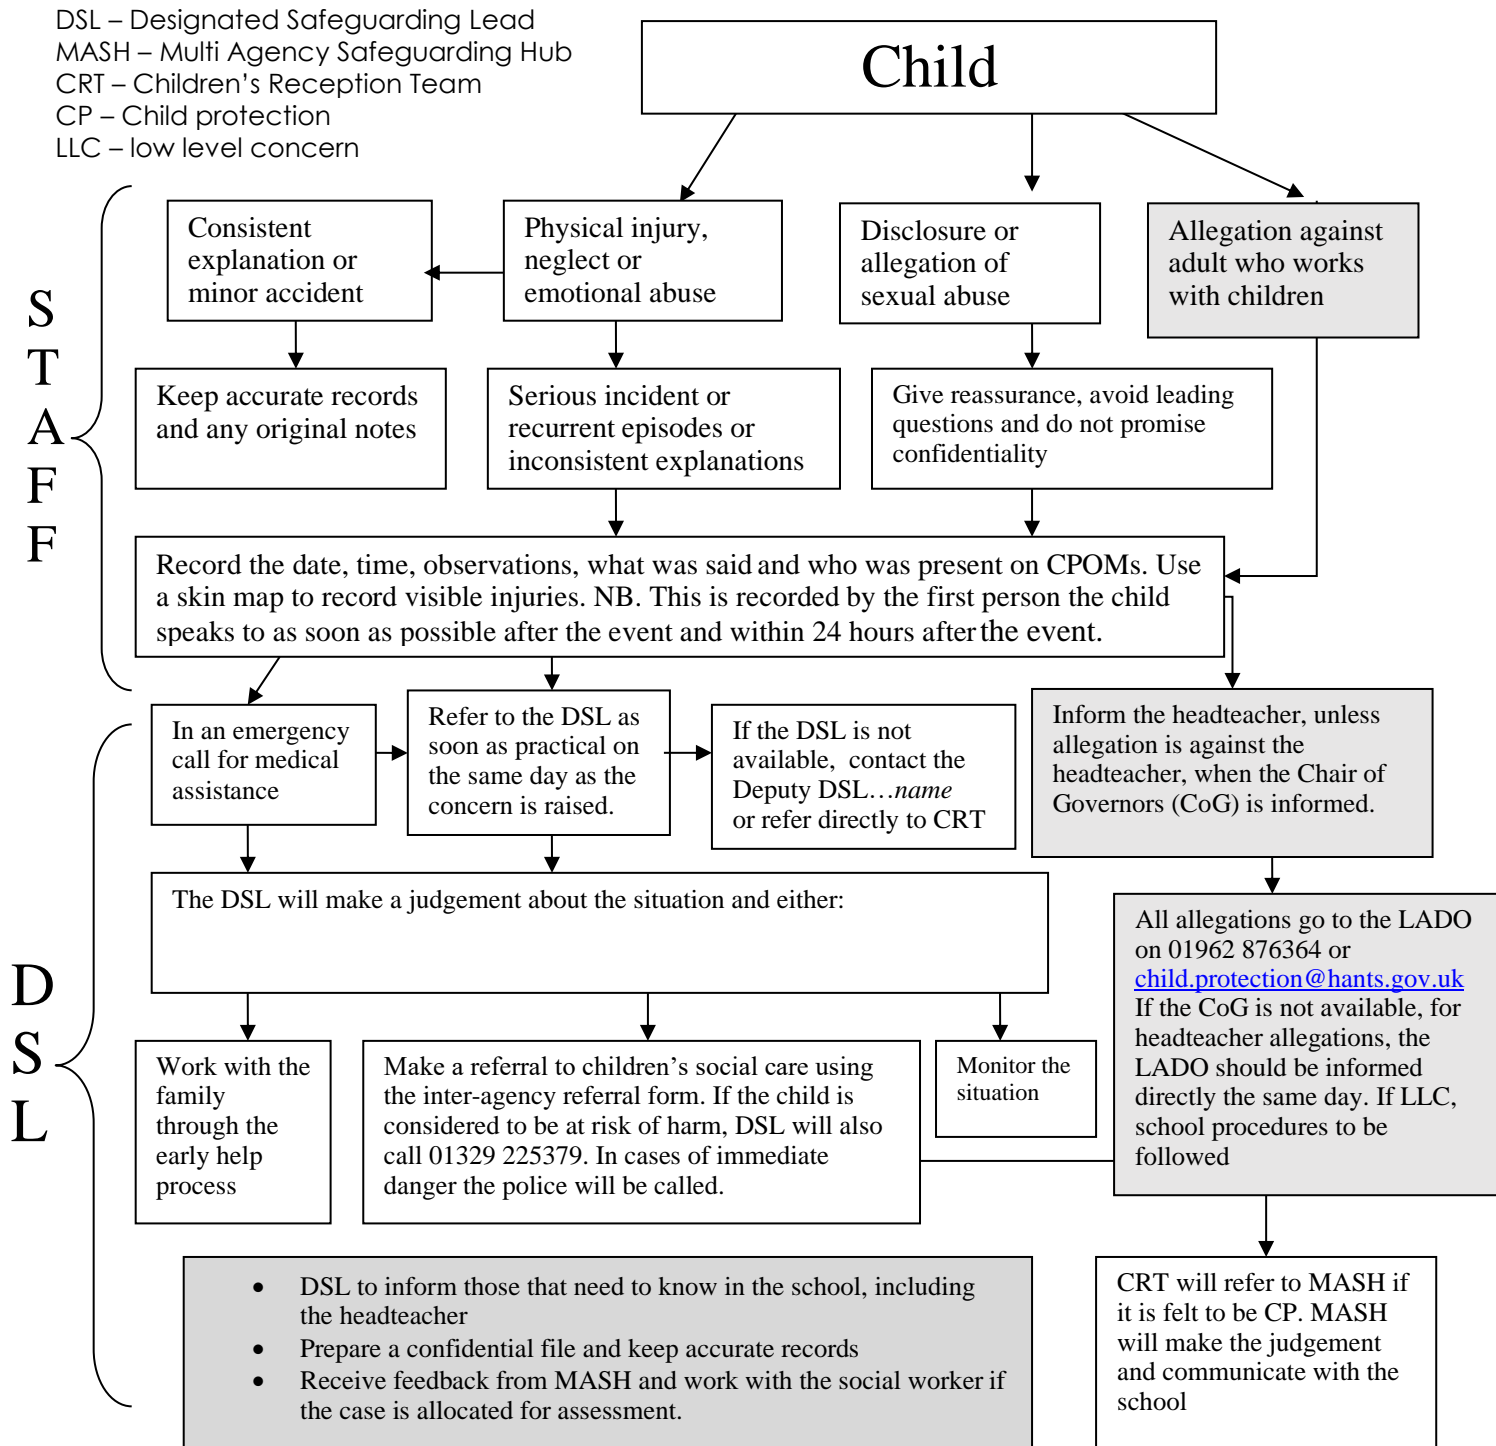 DSL – Designated Safeguarding Lead
MASH – Multi Agency Safeguarding Hub
CRT – Children's Reception Team
CP – Child protection
LLC – low level concern
Child
S
T
A
F
F
Consistent
explanation or
minor accident
Physical injury,
neglect or
emotional abuse
Disclosure or
allegation of
sexual abuse
Allegation against
adult who works
with children
Keep accurate records
and any original notes
Serious incident or
recurrent episodes or
inconsistent explanations
Give reassurance, avoid leading
questions and do not promise
confidentiality
Record the date, time, observations, what was said and who was present on CPOMs. Use
a skin map to record visible injuries. NB. This is recorded by the first person the child
speaks to as soon as possible after the event and within 24 hours after the event.
D
S
L
In an emergency
call for medical
assistance
Refer to the DSL as
soon as practical on
the same day as the
concern is raised.
If the DSL is not
available, contact the
Deputy DSL…name
or refer directly to CRT
Inform the headteacher, unless
allegation is against the
headteacher, when the Chair of
Governors (CoG) is informed.
The DSL will make a judgement about the situation and either:
All allegations go to the LADO
on 01962 876364 or
child.protection@hants.gov.uk
If the CoG is not available, for
headteacher allegations, the
LADO should be informed
directly the same day. If LLC,
school procedures to be
followed
Work with the
family
through the
early help
process
Make a referral to children's social care using
the inter-agency referral form. If the child is
considered to be at risk of harm, DSL will also
call 01329 225379. In cases of immediate
danger the police will be called.
Monitor the
situation
• DSL to inform those that need to know in the school, including
the headteacher
• Prepare a confidential file and keep accurate records
• Receive feedback from MASH and work with the social worker if
the case is allocated for assessment.
CRT will refer to MASH if
it is felt to be CP. MASH
will make the judgement
and communicate with the
school